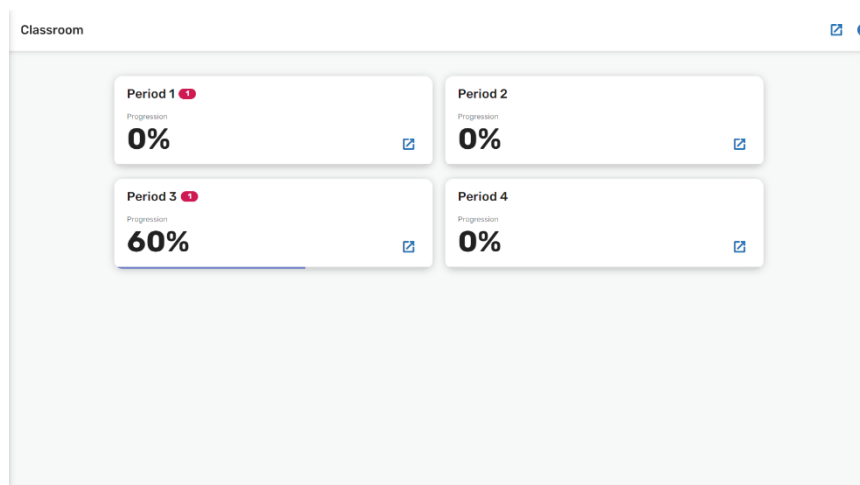 Classroom
Period 1 1
Progression
0%
Period 2
Progression
0%
Period 3 1
Progression
60%
Period 4
Progression
0%